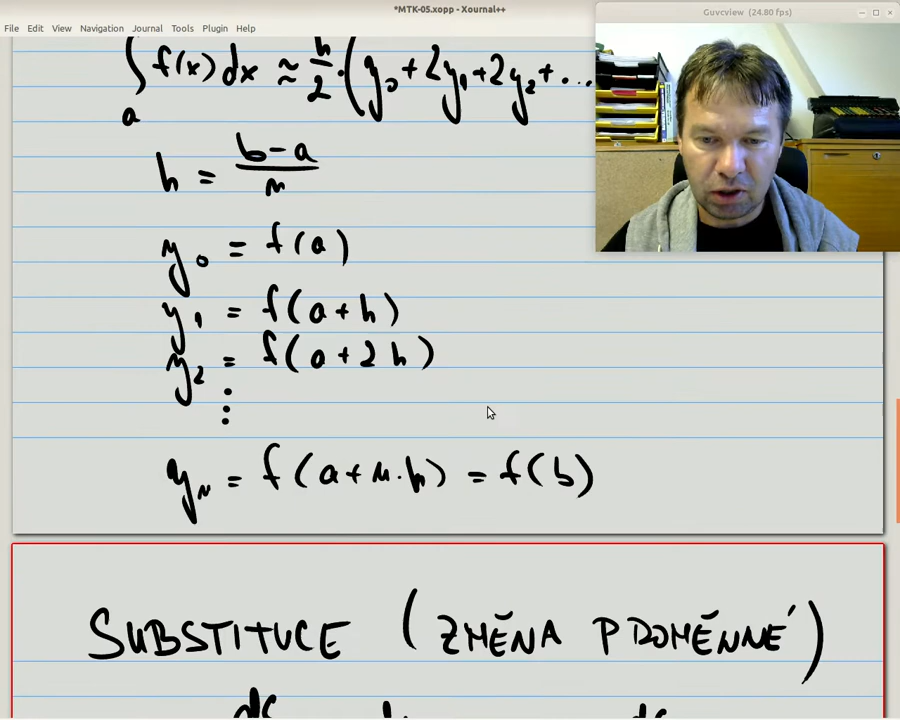 *MTK-05.xopp - Xournal++
Guvcview (24.80 fps)
File Edit View Navigation Journal Tools Plugin Help
∫ₐ f(x) dx ≈ h/2 · (y₀ + 2y₁ + 2y₂ + ...
h = (b-a)/n
y₀ = f(a)
y₁ = f(a+h)
y₂ = f(a+2h)
⋮
yₙ = f(a+n·h) = f(b)
SUBSTITUCE (ZMĚNA PROMĚNNÉ)